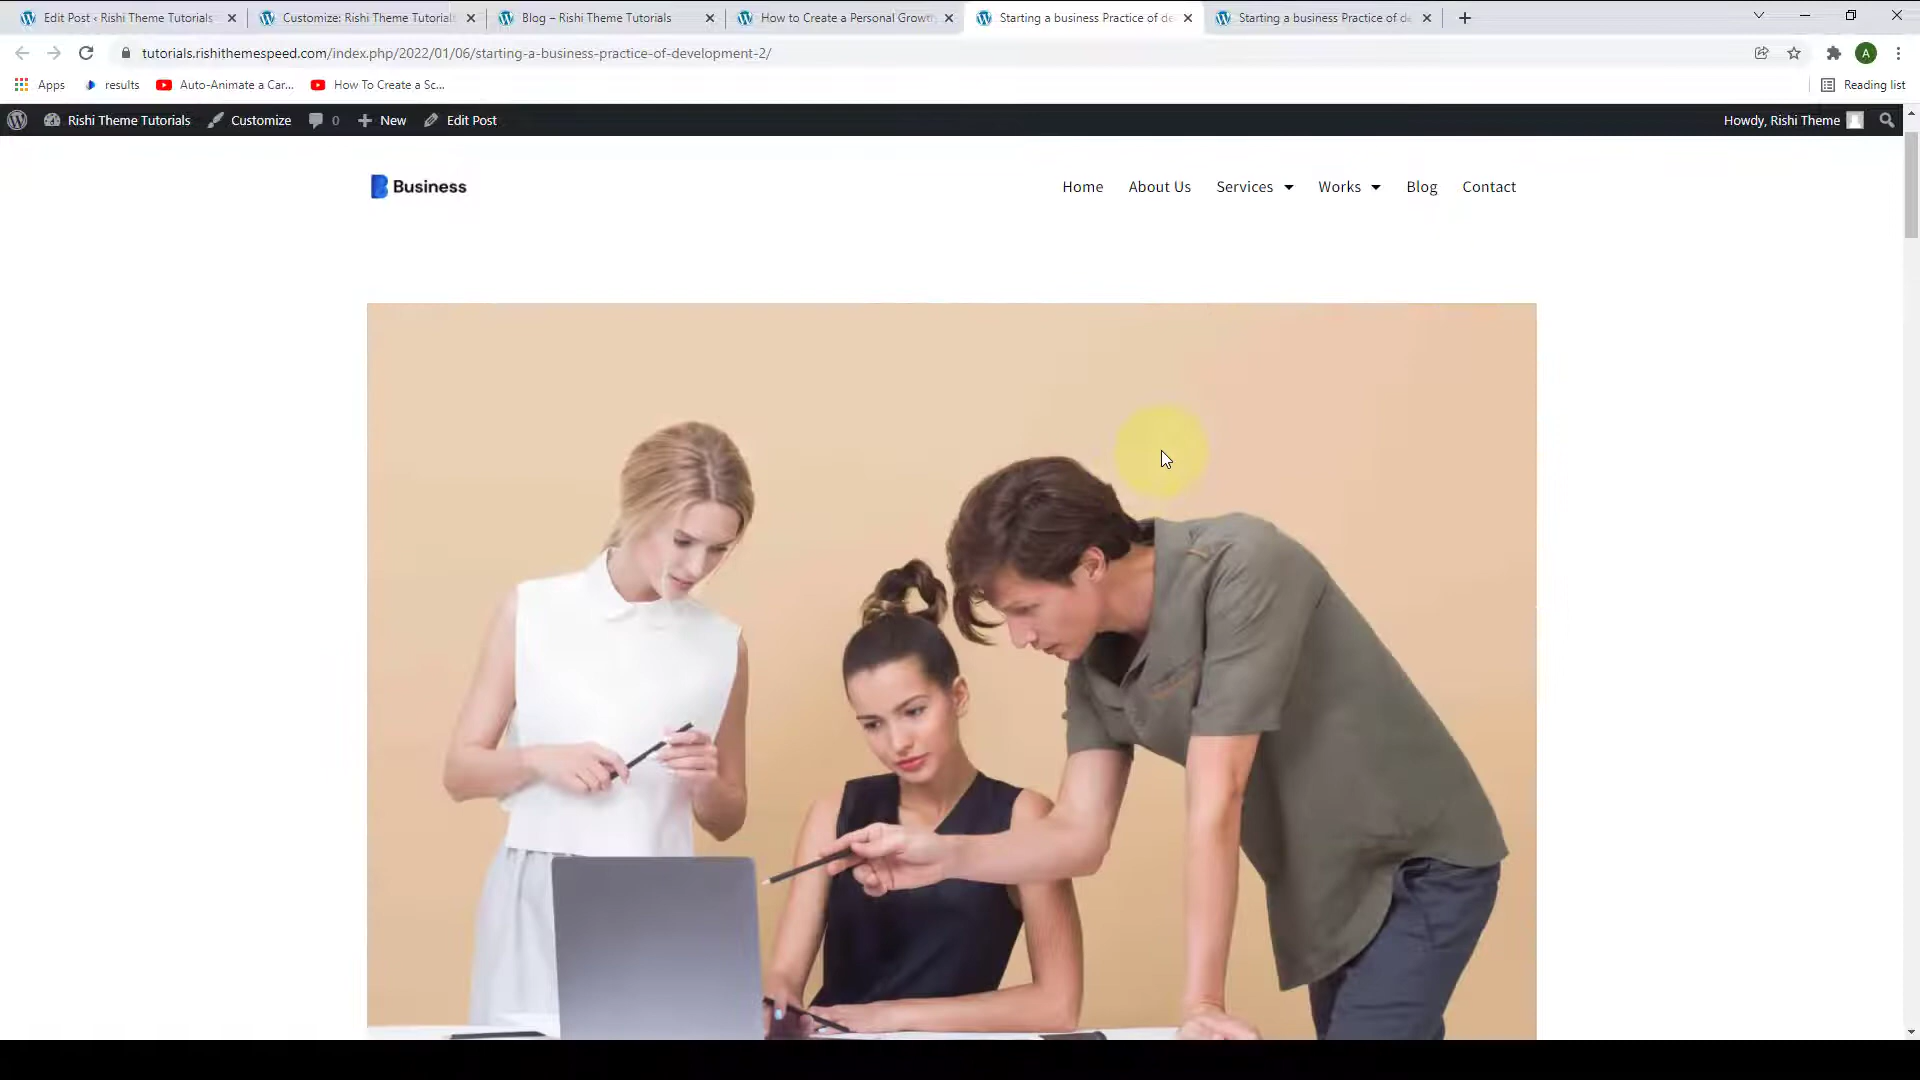 Edit Post ‹ Rishi Theme Tutorials
Customize: Rishi Theme Tutorials
Blog – Rishi Theme Tutorials
How to Create a Personal Growth
Starting a business Practice of de
Starting a business Practice of de
tutorials.rishithemespeed.com/index.php/2022/01/06/starting-a-business-practice-of-development-2/
A
Apps
results
Auto-Animate a Car...
How To Create a Sc...
Reading list
Rishi Theme Tutorials
Customize
0
New
Edit Post
Howdy, Rishi Theme
Business
Home
About Us
Services
Works
Blog
Contact